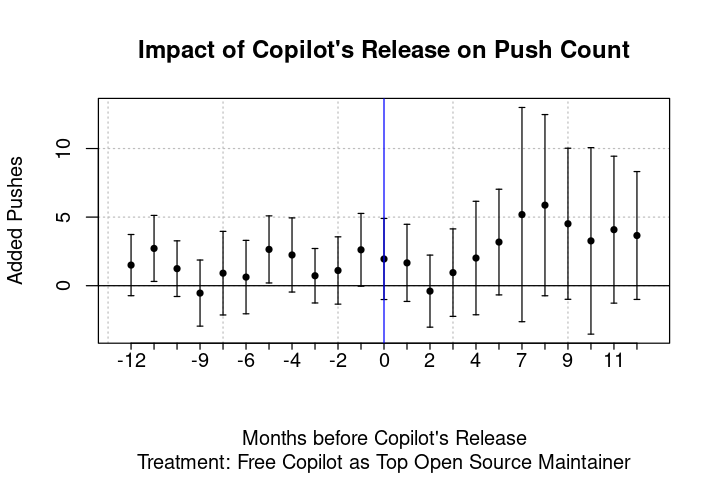 Impact of Copilot's Release on Push Count
Added Pushes
10
5
0
-12 -9 -6 -4 -2 0 2 4 7 9 11
Months before Copilot's Release
Treatment: Free Copilot as Top Open Source Maintainer